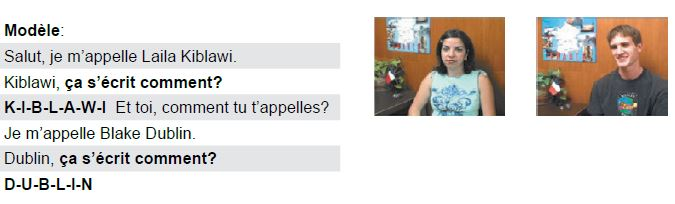 Modèle:
Salut, je m’appelle Laila Kiblawi.
Kiblawi, ça s’écrit comment?
K-I-B-L-A-W-I Et toi, comment tu t’appelles?
Je m’appelle Blake Dublin.
Dublin, ça s’écrit comment?
D-U-B-L-I-N